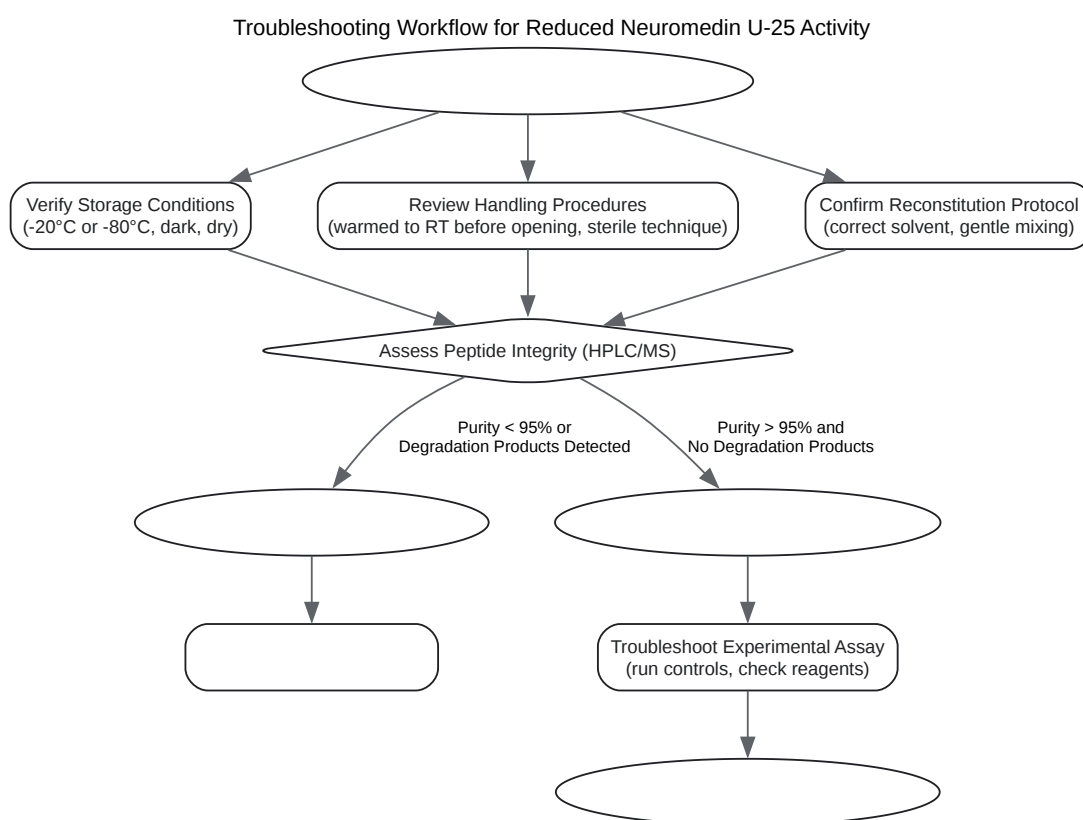 Troubleshooting Workflow for Reduced Neuromedin U-25 Activity
Verify Storage Conditions
(-20°C or -80°C, dark, dry)
Review Handling Procedures
(warmed to RT before opening, sterile technique)
Confirm Reconstitution Protocol
(correct solvent, gentle mixing)
Assess Peptide Integrity (HPLC/MS)
Purity < 95% or
Degradation Products Detected
Purity > 95% and
No Degradation Products
Troubleshoot Experimental Assay
(run controls, check reagents)